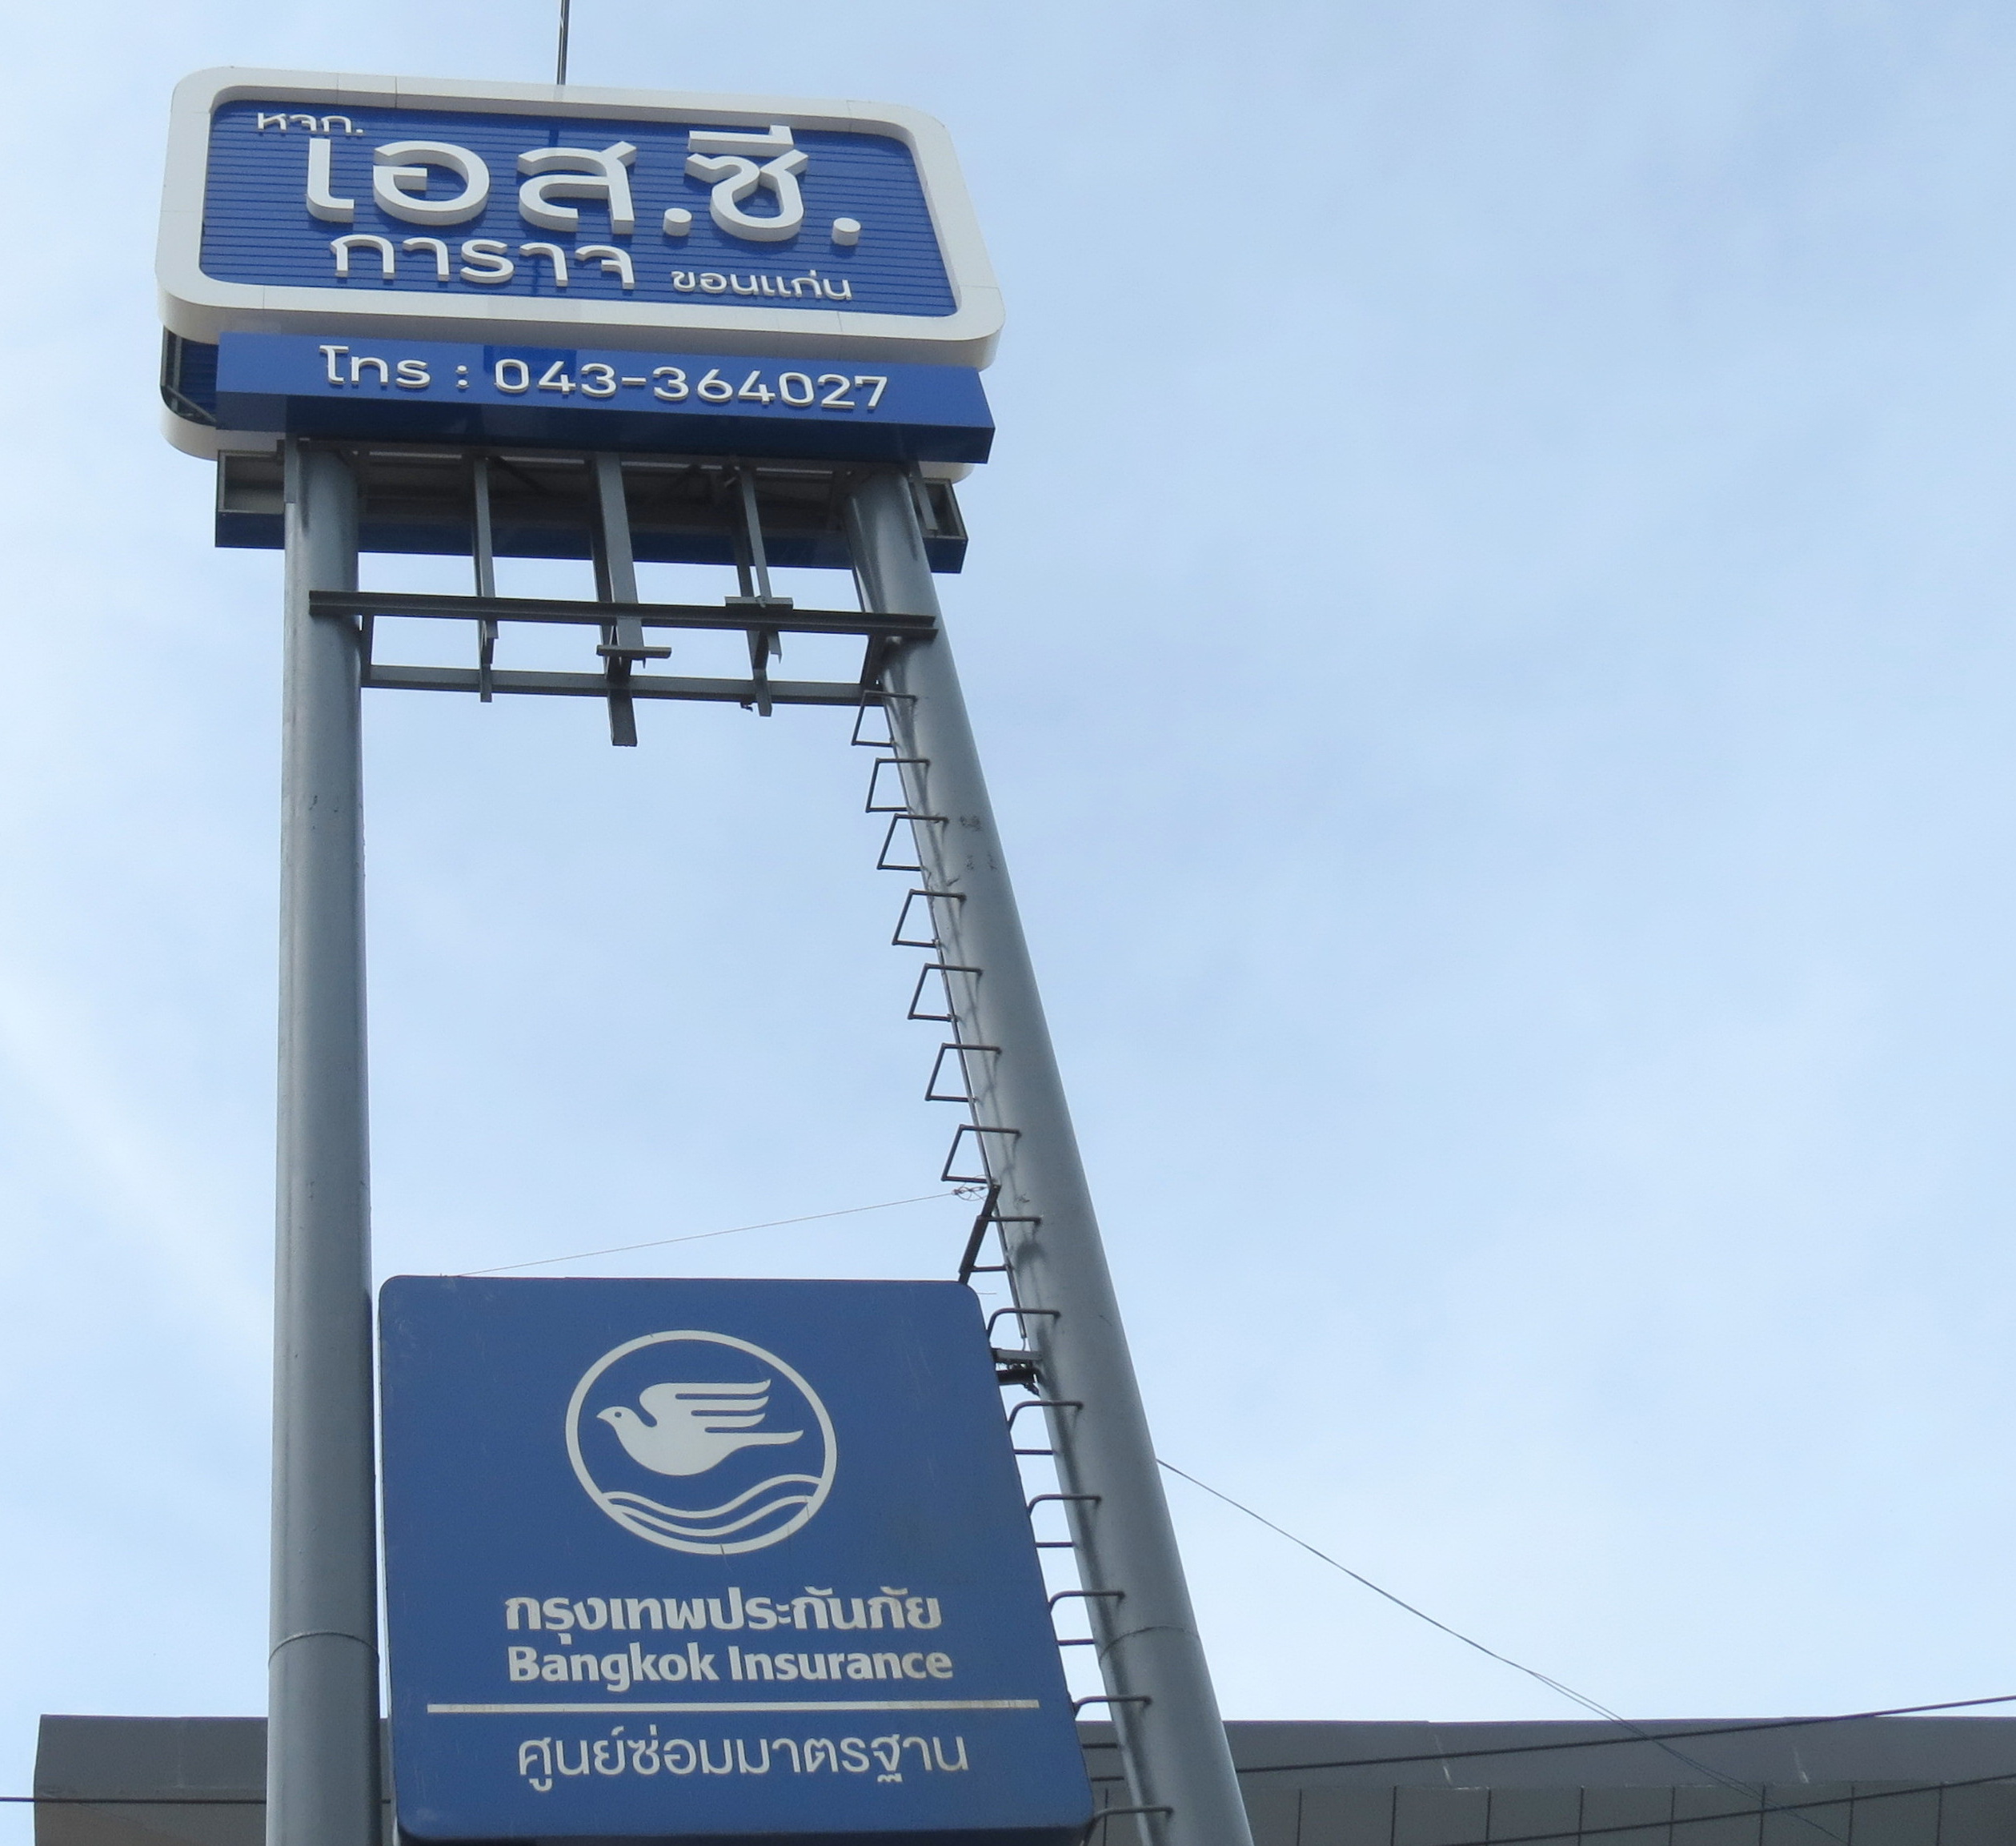 หจก.
เอส.ซี.
การาจ ขอนแก่น
โทร : 043-364027
กรุงเทพประกันภัย
Bangkok Insurance
ศูนย์ซ่อมมาตรฐาน